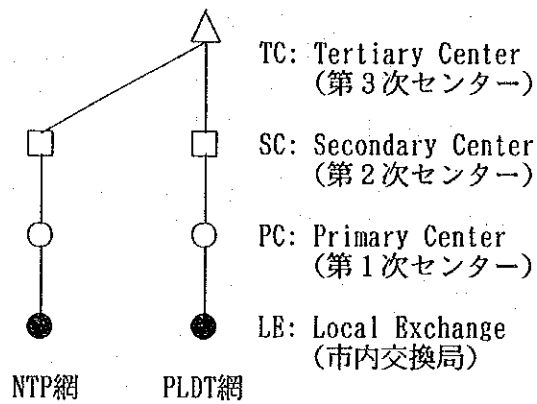 TC: Tertiary Center
(第3次センター)
SC: Secondary Center
(第2次センター)
PC: Primary Center
(第1次センター)
LE: Local Exchange
(市内交換局)
NTP網 PLDT網